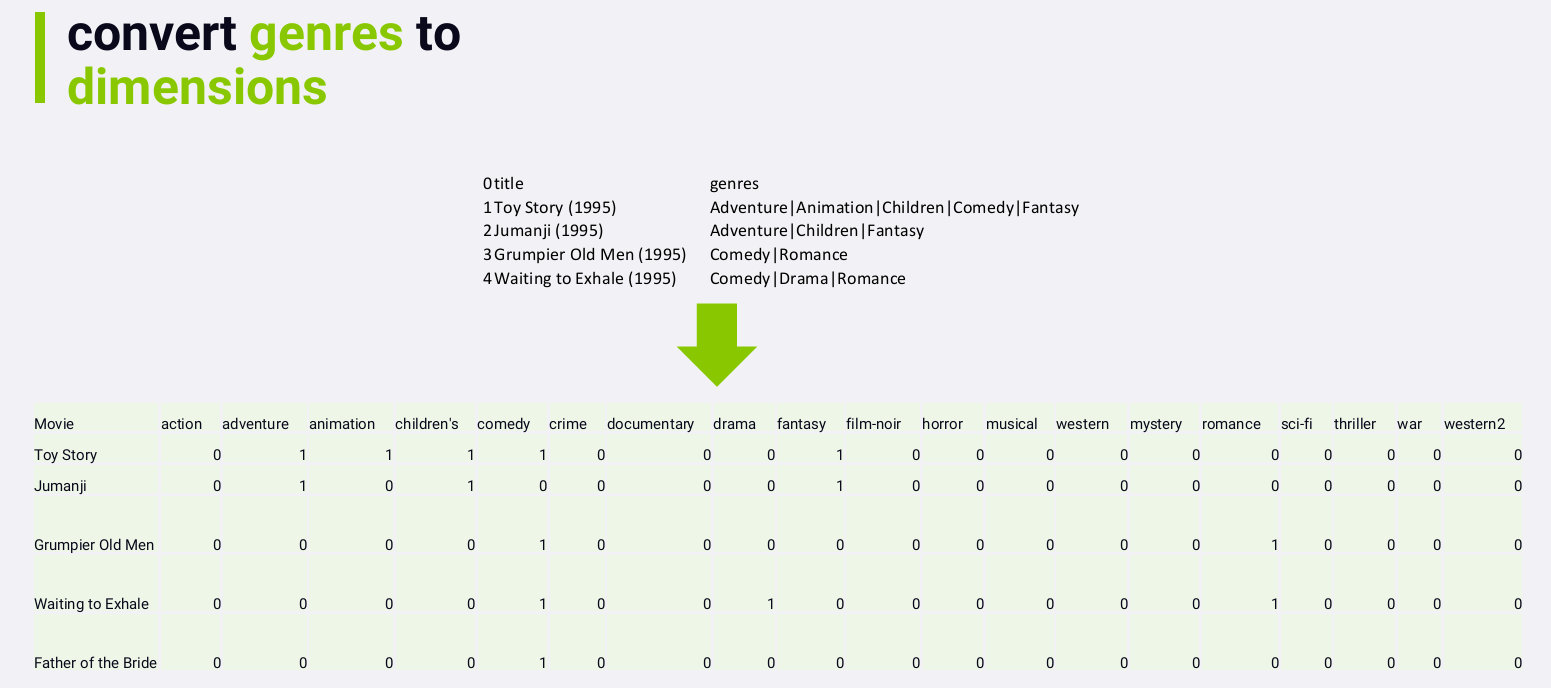 convert genres to
dimensions
0 title genres
1 Toy Story (1995) Adventure|Animation|Children|Comedy|Fantasy
2 Jumanji (1995) Adventure|Children|Fantasy
3 Grumpier Old Men (1995) Comedy|Romance
4 Waiting to Exhale (1995) Comedy|Drama|Romance
Movie action adventure animation children's comedy crime documentary drama fantasy film-noir horror musical western mystery romance sci-fi thriller war western2
Toy Story 0 1 1 1 1 0 0 0 1 0 0 0 0 0 0 0 0 0 0
Jumanji 0 1 0 1 0 0 0 0 1 0 0 0 0 0 0 0 0 0 0
Grumpier Old Men 0 0 0 0 1 0 0 0 0 0 0 0 0 0 1 0 0 0 0
Waiting to Exhale 0 0 0 0 1 0 0 1 0 0 0 0 0 0 1 0 0 0 0
Father of the Bride 0 0 0 0 1 0 0 0 0 0 0 0 0 0 0 0 0 0 0